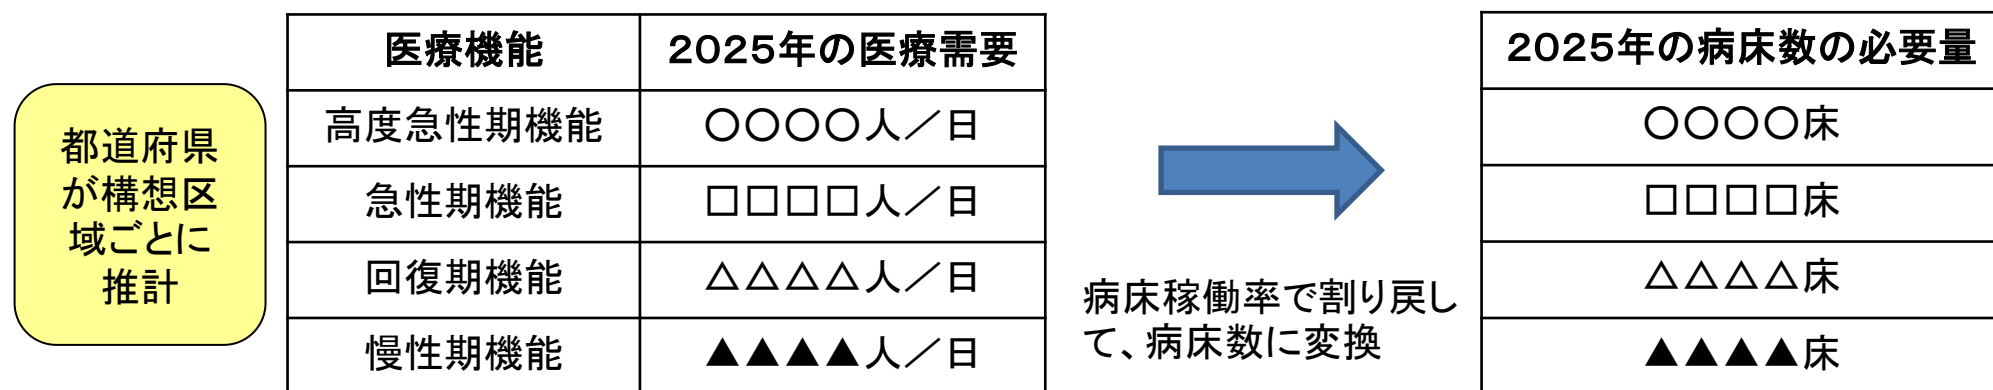 都道府県
が構想区
域ごとに
推計
医療機能 2025年の医療需要
高度急性期機能 ○○○○人／日
急性期機能 □□□□人／日
回復期機能 △△△△人／日
慢性期機能 ▲▲▲▲人／日
病床稼働率で割り戻し
て、病床数に変換
2025年の病床数の必要量
○○○○床
□□□□床
△△△△床
▲▲▲▲床